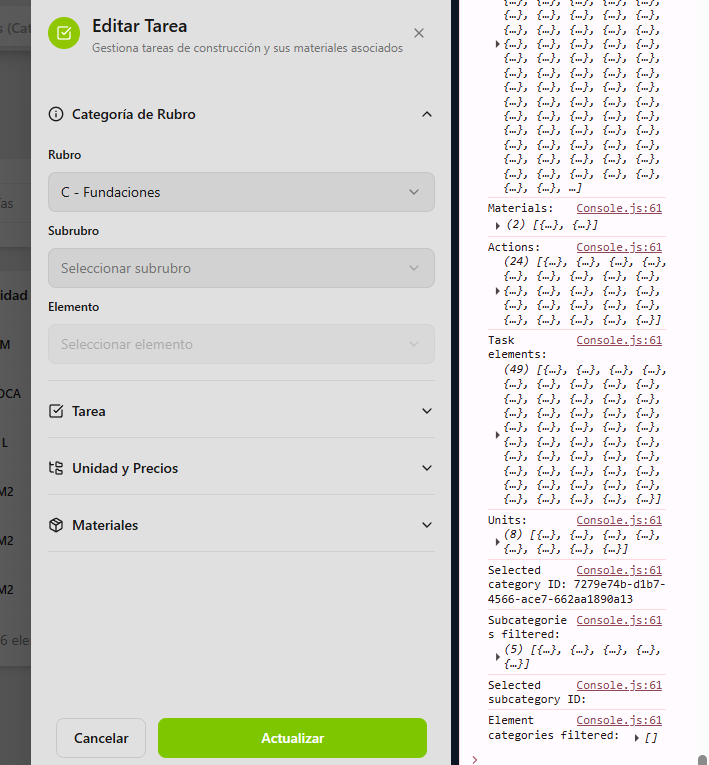 s (Cat
Editar Tarea
Gestiona tareas de construcción y sus materiales asociados
Categoría de Rubro
Rubro
C - Fundaciones
Subrubro
Seleccionar subrubro
Elemento
Seleccionar elemento
Tarea
Unidad y Precios
Materiales
Cancelar
Actualizar
ías
idad
M
OCA
L
M2
M2
M2
6 ele
{…}, {…}, {…}, {…}, {…},
{…}, {…}, {…}, {…}, {…},
{…}, {…}, {…}, {…}, {…},
{…}, {…}, {…}, {…}, {…},
{…}, {…}, {…}, {…}, {…},
{…}, {…}, {…}, {…}, {…},
{…}, {…}, {…}, {…}, {…},
{…}, {…}, {…}, {…}, {…},
{…}, {…}, {…}, {…}, {…},
{…}, {…}, {…}, {…}, {…},
{…}, {…}, {…}, {…}, {…},
{…}, {…}, {…}, {…}, {…},
{…}, {…}, {…}, {…}, {…},
{…}, {…}, …]
Materials: Console.js:61
(2) [{…}, {…}]
Actions: Console.js:61
(24) [{…}, {…}, {…}, {…},
{…}, {…}, {…}, {…}, {…},
{…}, {…}, {…}, {…}, {…},
{…}, {…}, {…}, {…}, {…},
{…}, {…}, {…}, {…}, {…}]
Task Console.js:61
elements:
(49) [{…}, {…}, {…}, {…},
{…}, {…}, {…}, {…}, {…},
{…}, {…}, {…}, {…}, {…},
{…}, {…}, {…}, {…}, {…},
{…}, {…}, {…}, {…}, {…},
{…}, {…}, {…}, {…}, {…},
{…}, {…}, {…}, {…}, {…},
{…}, {…}, {…}, {…}, {…},
{…}, {…}, {…}, {…}, {…},
{…}, {…}, {…}, {…}, {…}]
Units: Console.js:61
(8) [{…}, {…}, {…}, {…},
{…}, {…}, {…}, {…}]
Selected Console.js:61
category ID: 7279e74b-d1b7-
4566-ace7-662aa1890a13
Subcategorie Console.js:61
s filtered:
(5) [{…}, {…}, {…}, {…},
{…}]
Selected Console.js:61
subcategory ID:
Element Console.js:61
categories filtered: []